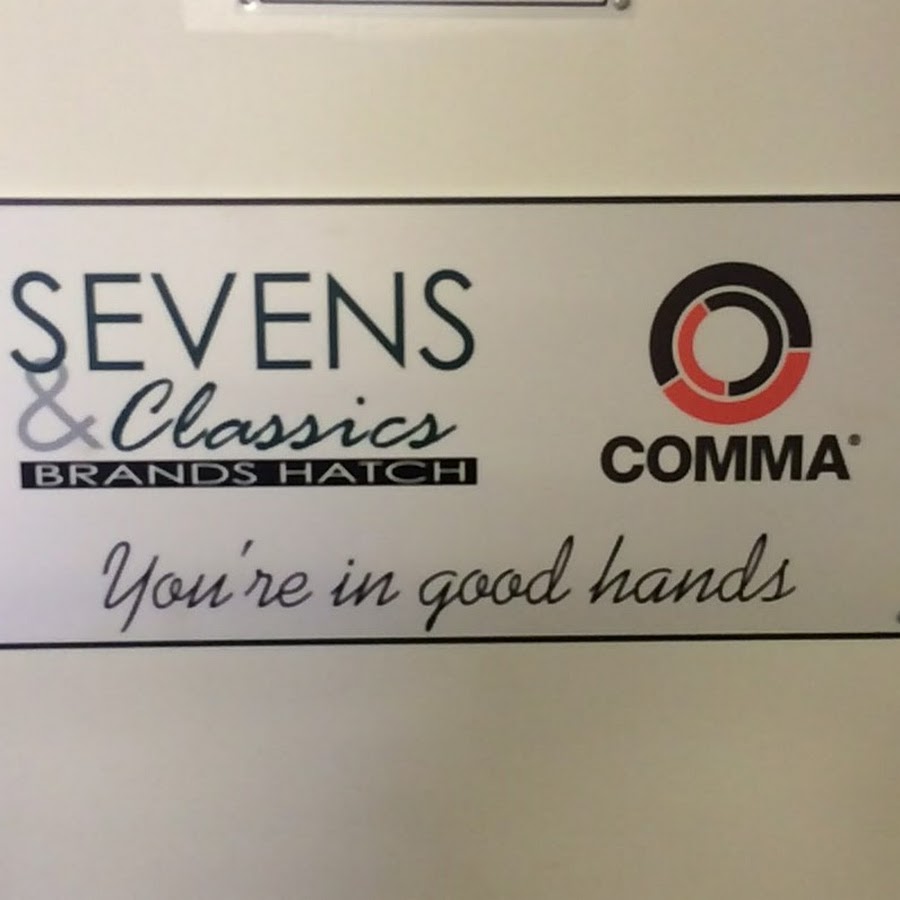 SEVENS
& Classics
BRANDS HATCH
COMMA®
You're in good hands